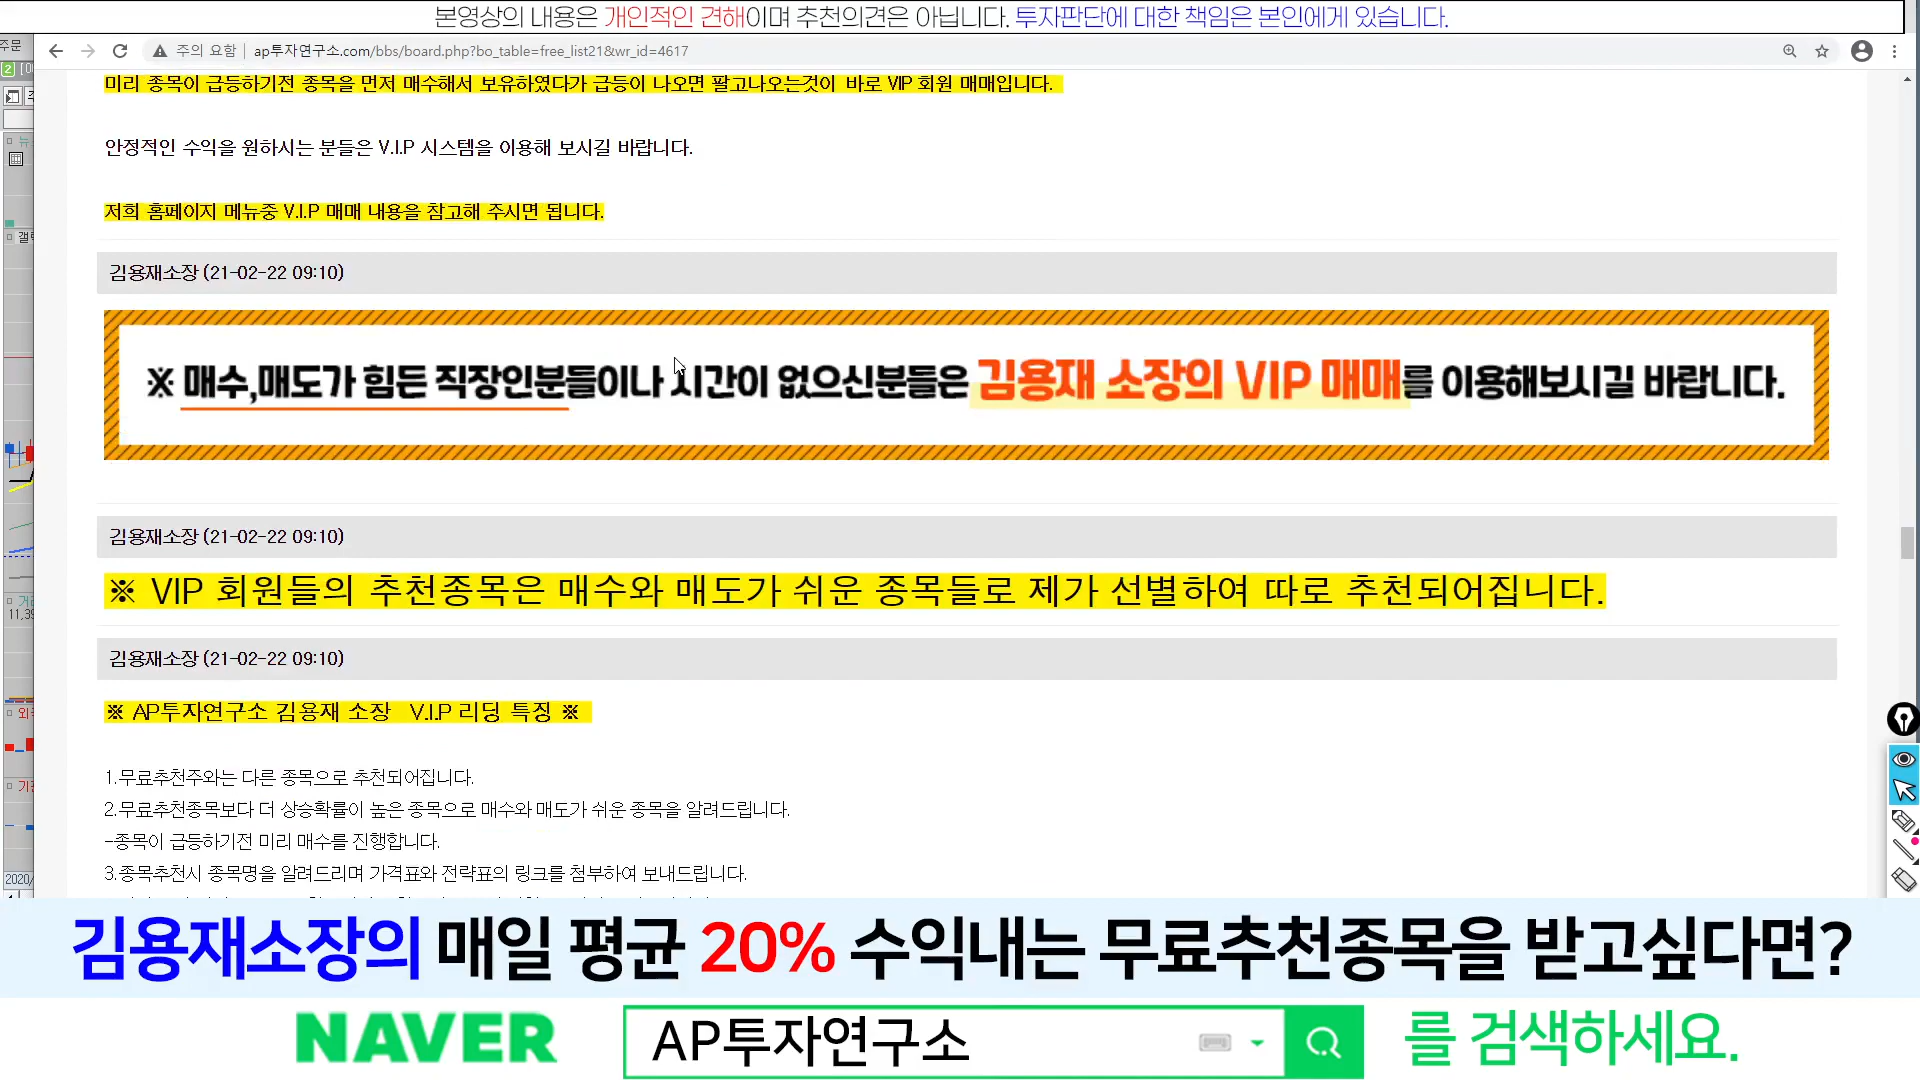 본영상의 내용은 개인적인 견해이며 추천의견은 아닙니다. 투자판단에 대한 책임은 본인에게 있습니다.
주문
주의 요함 | ap투자연구소.com/bbs/board.php?bo_table=free_list21&wr_id=4617
미리 종목이 급등하기전 종목을 먼저 매수해서 보유하였다가 급등이 나오면 팔고나오는것이 바로 VIP 회원 매매입니다.
안정적인 수익을 원하시는 분들은 V.I.P 시스템을 이용해 보시길 바랍니다.
저희 홈페이지 메뉴중 V.I.P 매매 내용을 참고해 주시면 됩니다.
김용재소장 (21-02-22 09:10)
※ 매수,매도가 힘든 직장인분들이나 시간이 없으신분들은 김용재 소장의 VIP 매매를 이용해보시길 바랍니다.
김용재소장 (21-02-22 09:10)
※ VIP 회원들의 추천종목은 매수와 매도가 쉬운 종목들로 제가 선별하여 따로 추천되어집니다.
11,39
김용재소장 (21-02-22 09:10)
※ AP투자연구소 김용재 소장 V.I.P 리딩 특징 ※
1.무료추천주와는 다른 종목으로 추천되어집니다.
2.무료추천종목보다 더 상승확률이 높은 종목으로 매수와 매도가 쉬운 종목을 알려드립니다.
-종목이 급등하기전 미리 매수를 진행합니다.
3.종목추천시 종목명을 알려드리며 가격표와 전략표의 링크를 첨부하여 보내드립니다.
2020/
김용재소장의 매일 평균 20% 수익내는 무료추천종목을 받고싶다면?
NAVER AP투자연구소 를 검색하세요.